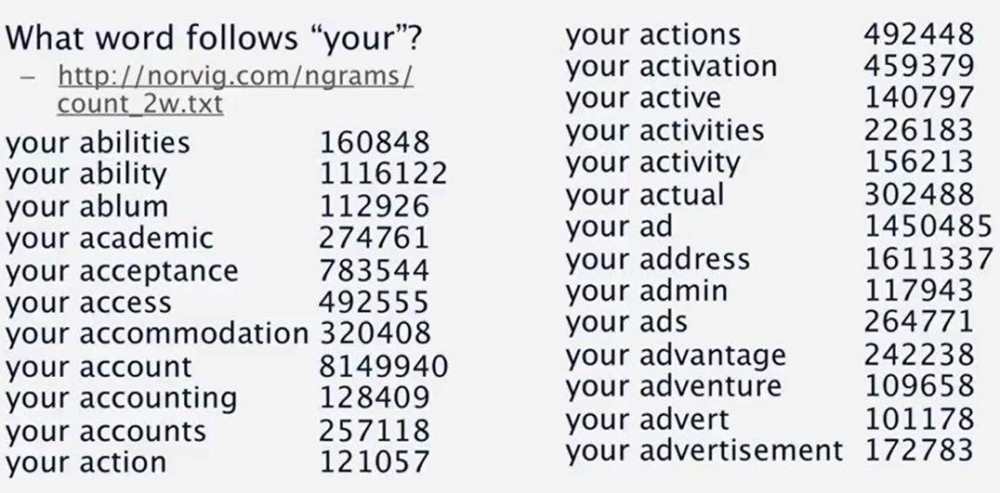 What word follows “your”?
– http://norvig.com/ngrams/
count_2w.txt
your abilities 160848
your ability 1116122
your ablum 112926
your academic 274761
your acceptance 783544
your access 492555
your accommodation 320408
your account 8149940
your accounting 128409
your accounts 257118
your action 121057
your actions 492448
your activation 459379
your active 140797
your activities 226183
your activity 156213
your actual 302488
your ad 1450485
your address 1611337
your admin 117943
your ads 264771
your advantage 242238
your adventure 109658
your advert 101178
your advertisement 172783